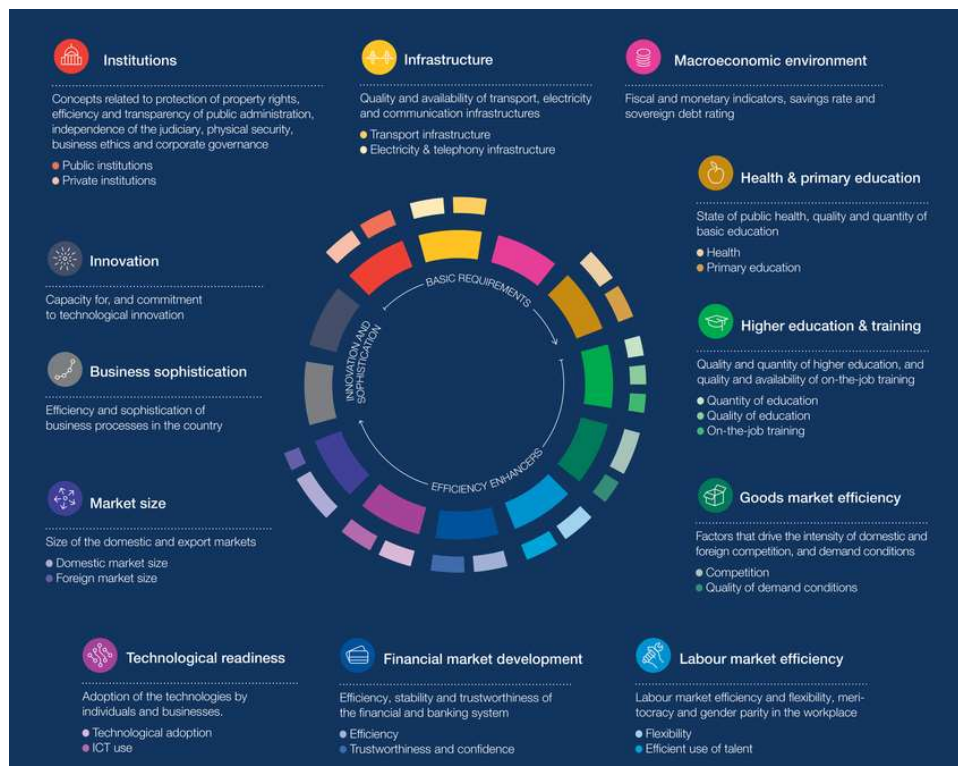 Institutions
Concepts related to protection of property rights,
efficiency and transparency of public administration,
independence of the judiciary, physical security,
business ethics and corporate governance
Public institutions
Private institutions
Infrastructure
Quality and availability of transport, electricity
and communication infrastructures
Transport infrastructure
Electricity & telephony infrastructure
Macroeconomic environment
Fiscal and monetary indicators, savings rate and
sovereign debt rating
Health & primary education
State of public health, quality and quantity of
basic education
Health
Primary education
Higher education & training
Quality and quantity of higher education, and
quality and availability of on-the-job training
Quantity of education
Quality of education
On-the-job training
Goods market efficiency
Factors that drive the intensity of domestic and
foreign competition, and demand conditions
Competition
Quality of demand conditions
Labour market efficiency
Labour market efficiency and flexibility, meri-
tocracy and gender parity in the workplace
Flexibility
Efficient use of talent
Financial market development
Efficiency, stability and trustworthiness of
the financial and banking system
Efficiency
Trustworthiness and confidence
Technological readiness
Adoption of the technologies by
individuals and businesses.
Technological adoption
ICT use
Market size
Size of the domestic and export markets
Domestic market size
Foreign market size
Business sophistication
Efficiency and sophistication of
business processes in the country
Innovation
Capacity for, and commitment
to technological innovation
BASIC REQUIREMENTS
EFFICIENCY ENHANCERS
INNOVATION AND
SOPHISTICATION